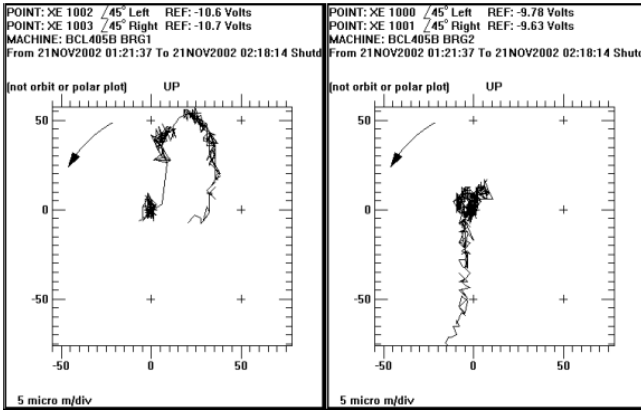 POINT: XE 1002 ∠45° Left REF: -10.6 Volts
POINT: XE 1003 ∠45° Right REF: -10.7 Volts
MACHINE: BCL405B BRG1
From 21NOV2002 01:21:37 To 21NOV2002 02:18:14 Shutd
(not orbit or polar plot) UP
50
0
-50
-50 0 50
5 micro m/div
POINT: XE 1000 ∠45° Left REF: -9.78 Volts
POINT: XE 1001 ∠45° Right REF: -9.63 Volts
MACHINE: BCL405B BRG2
From 21NOV2002 01:21:37 To 21NOV2002 02:18:14 Shutd
(not orbit or polar plot) UP
50
0
-50
-50 0 50
5 micro m/div